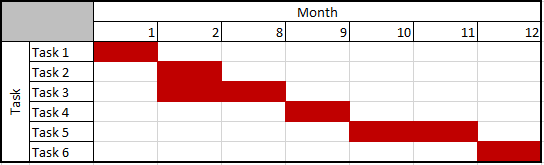 Month
1 2 8 9 10 11 12
Task
Task 1
Task 2
Task 3
Task 4
Task 5
Task 6